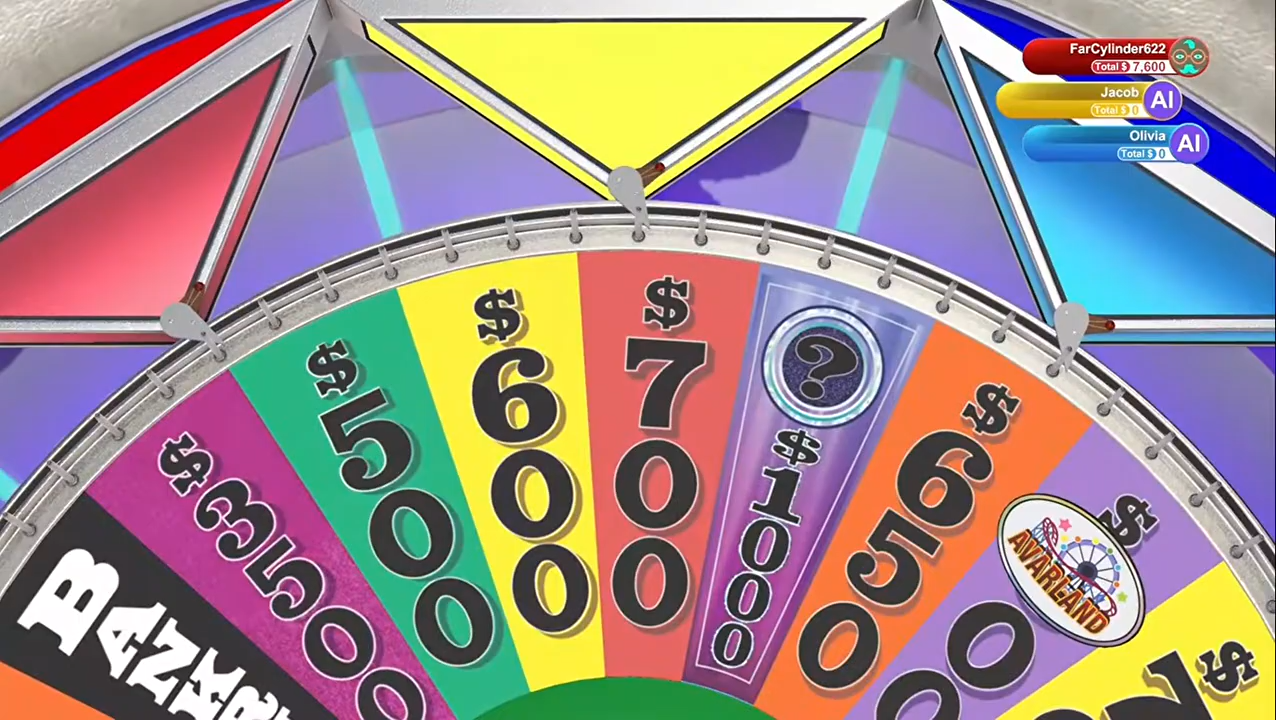 FarCylinder622
Total $ 7,600
Jacob
AI
Total $ 0
Olivia
AI
Total $ 0
$3500
$500
$600
$700
?
$1000
$650
$
00
AVARLAND
$